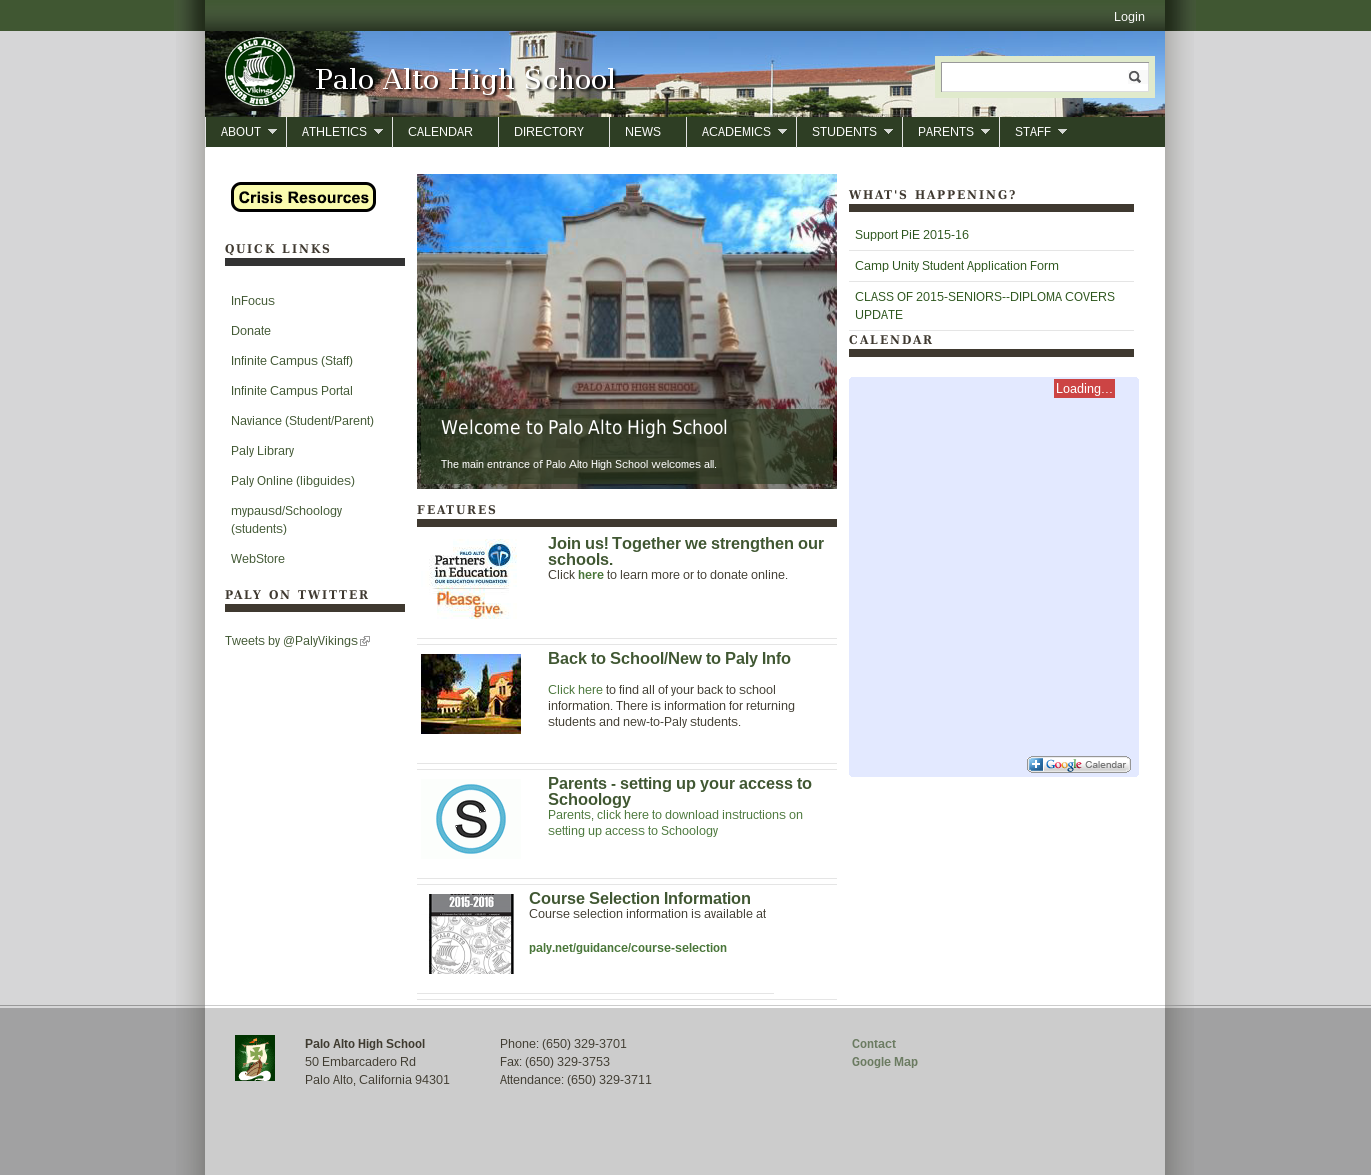 Login
PALO ALTO
SENIOR HIGH SCHOOL
Vikings
Palo Alto High School
ABOUT
ATHLETICS
CALENDAR
DIRECTORY
NEWS
ACADEMICS
STUDENTS
PARENTS
STAFF
Crisis Resources
QUICK LINKS
InFocus
Donate
Infinite Campus (Staff)
Infinite Campus Portal
Naviance (Student/Parent)
Paly Library
Paly Online (libguides)
mypausd/Schoology
(students)
WebStore
PALY ON TWITTER
Tweets by @PalyVikings
PALO ALTO HIGH SCHOOL
Welcome to Palo Alto High School
The main entrance of Palo Alto High School welcomes all.
FEATURES
PALO ALTO
Partners
in Education
OUR EDUCATION FOUNDATION
Please
give.
Join us! Together we strengthen our
schools.
Click here to learn more or to donate online.
Back to School/New to Paly Info
Click here to find all of your back to school
information. There is information for returning
students and new-to-Paly students.
S
Parents - setting up your access to
Schoology
Parents, click here to download instructions on
setting up access to Schoology
2015-2016
Course Selection Information
Course selection information is available at
paly.net/guidance/course-selection
WHAT'S HAPPENING?
Support PiE 2015-16
Camp Unity Student Application Form
CLASS OF 2015-SENIORS--DIPLOMA COVERS
UPDATE
CALENDAR
Loading...
Google Calendar
Palo Alto High School
50 Embarcadero Rd
Palo Alto, California 94301
Phone: (650) 329-3701
Fax: (650) 329-3753
Attendance: (650) 329-3711
Contact
Google Map